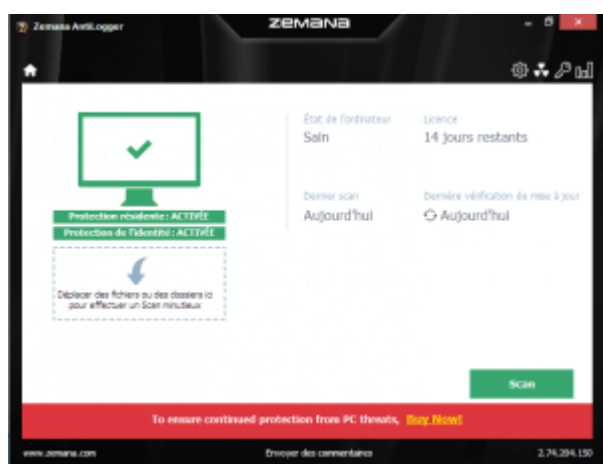 Zemana AntiLogger
ZEMANA
État de l'ordinateur
Sain
Licence
14 jours restants
Dernier scan
Aujourd'hui
Dernière vérification de mise à jour
Aujourd'hui
Protection résidente : ACTIVÉE
Protection de l'identité : ACTIVÉE
Déplacer des fichiers ou des dossiers ici
pour effectuer un Scan minutieux
Scan
To ensure continued protection from PC threats, Buy Now!
www.zemana.com
Envoyer des commentaires
2.74.204.150